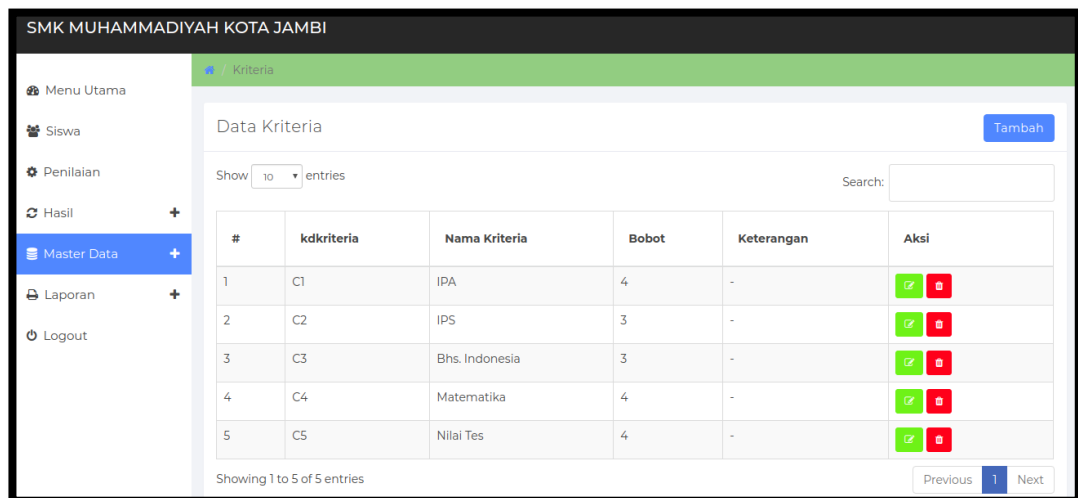 SMK MUHAMMADIYAH KOTA JAMBI
/ Kriteria
Menu Utama
Siswa
Penilaian
Hasil +
Master Data +
Laporan +
Logout
Data Kriteria Tambah
Show 10 entries Search:
# kdkriteria Nama Kriteria Bobot Keterangan Aksi
1 C1 IPA 4 -
2 C2 IPS 3 -
3 C3 Bhs. Indonesia 3 -
4 C4 Matematika 4 -
5 C5 Nilai Tes 4 -
Showing 1 to 5 of 5 entries Previous 1 Next